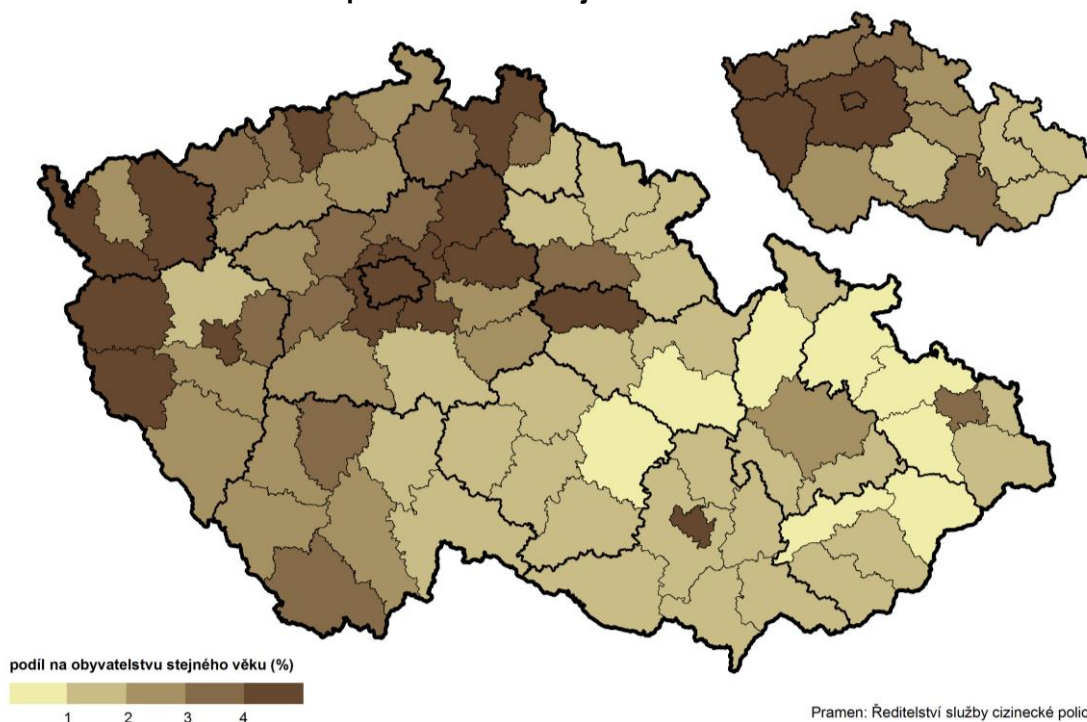 podíl na obyvatelstvu stejného věku (%)
1 2 3 4
Pramen: Ředitelství služby cizinecké polic